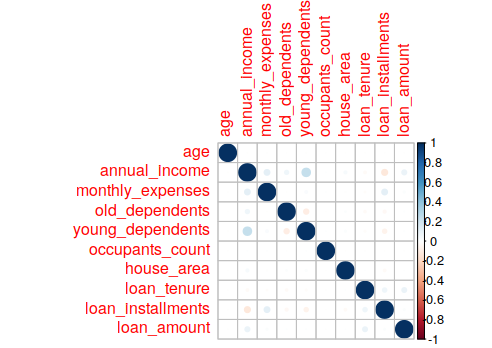 age
annual_income
monthly_expenses
old_dependents
young_dependents
occupants_count
house_area
loan_tenure
loan_installments
loan_amount
age
annual_income
monthly_expenses
old_dependents
young_dependents
occupants_count
house_area
loan_tenure
loan_installments
loan_amount
1
0.8
0.6
0.4
0.2
0
-0.2
-0.4
-0.6
-0.8
-1